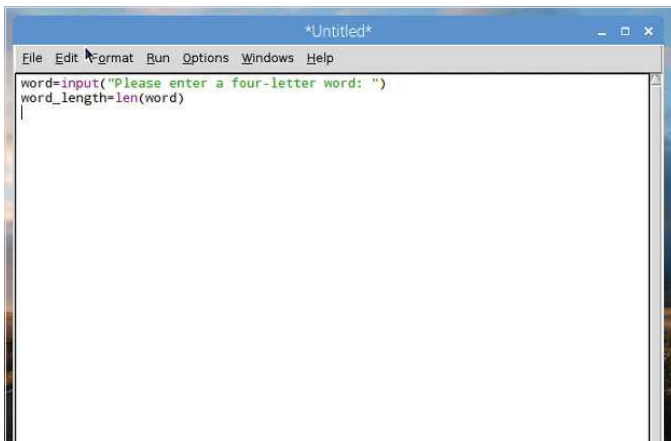 *Untitled*
File Edit Format Run Options Windows Help
word=input("Please enter a four-letter word: ")
word_length=len(word)